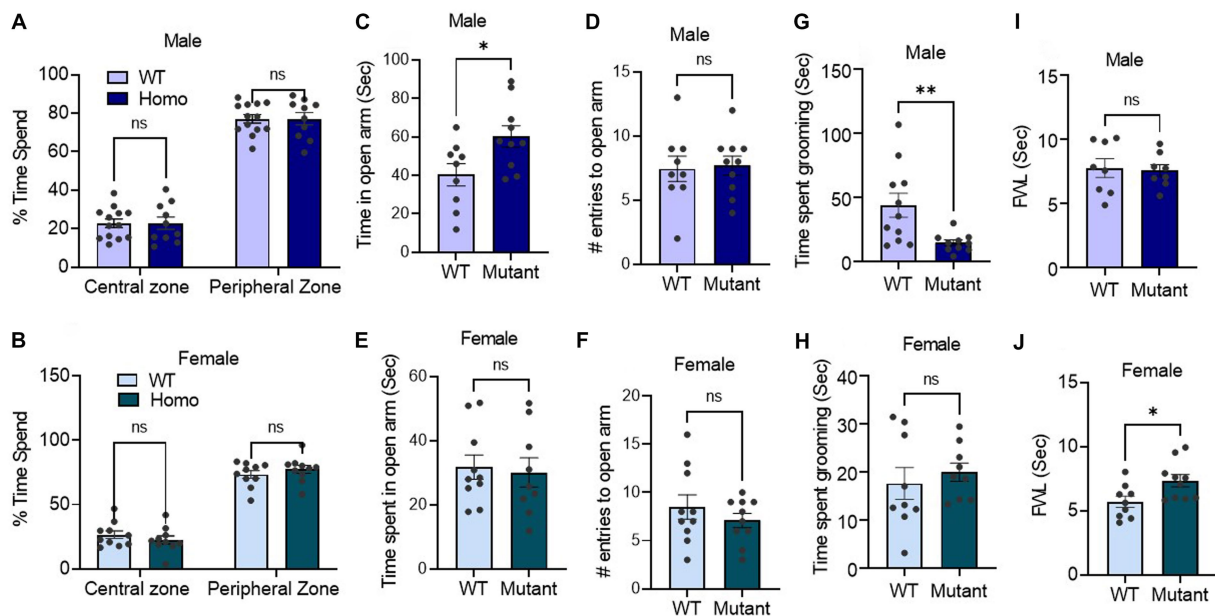 A
Male
WT
Homo
ns
ns
% Time Spend
100
80
60
40
20
0
Central zone
Peripheral Zone
C
Male
*
Time in open arm (Sec)
100
80
60
40
20
0
WT
Mutant
D
Male
ns
# entries to open arm
15
10
5
0
WT
Mutant
G
Male
**
Time spent grooming (Sec)
150
100
50
0
WT
Mutant
I
Male
ns
FWL (Sec)
15
10
5
0
WT
Mutant
B
Female
WT
Homo
ns
ns
% Time Spend
150
100
50
0
Central zone
Peripheral Zone
E
Female
ns
Time spent in open arm (Sec)
60
40
20
0
WT
Mutant
F
Female
ns
# entries to open arm
20
15
10
5
0
WT
Mutant
H
Female
ns
Time spent grooming (Sec)
40
30
20
10
0
WT
Mutant
J
Female
*
FWL (Sec)
15
10
5
0
WT
Mutant